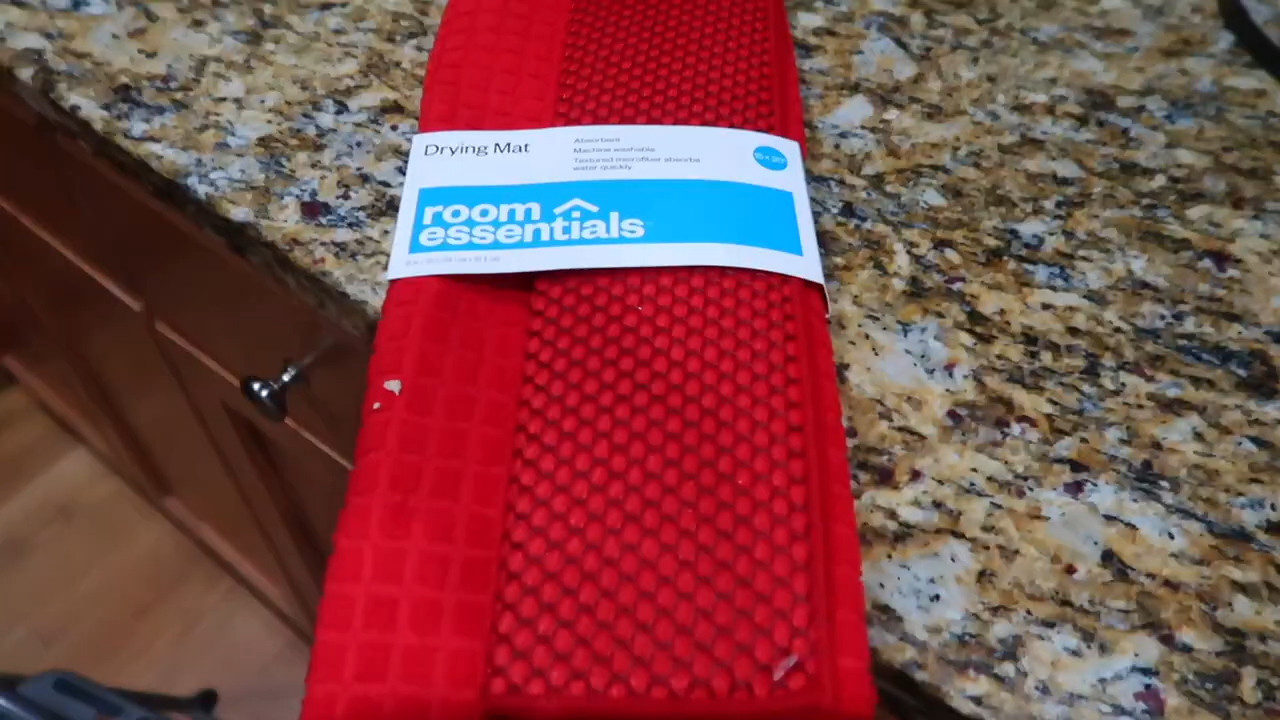 Drying Mat
Absorbent
Machine washable
Textured microfiber absorbs
water quickly
room
essentials